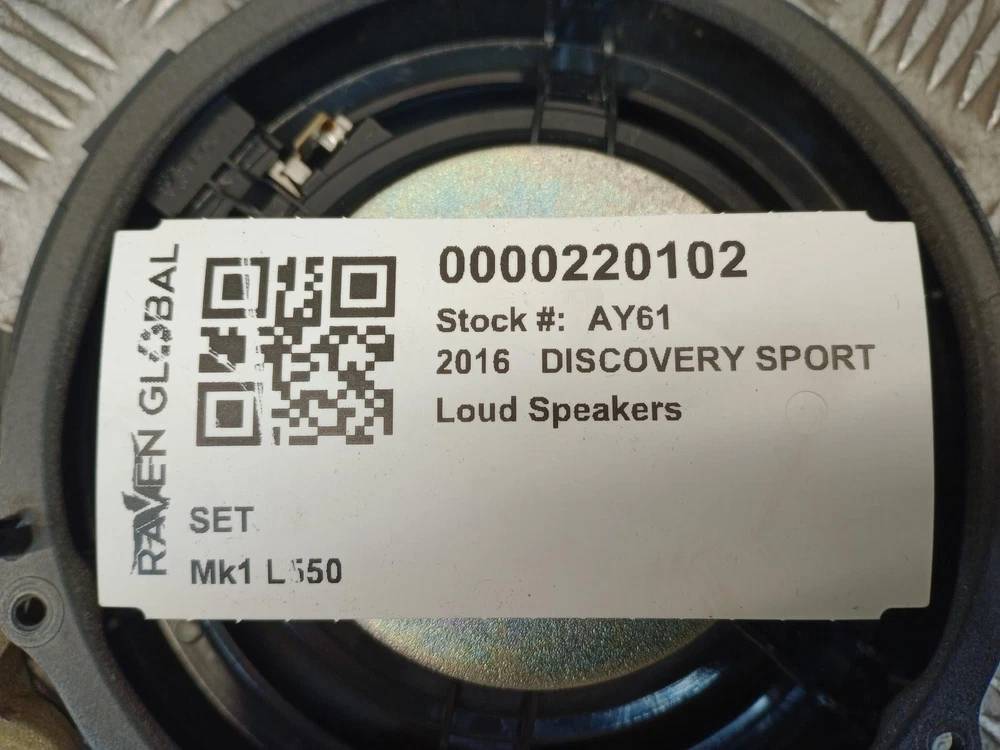 RAVEN GLOBAL
0000220102
Stock #: AY61
2016 DISCOVERY SPORT
Loud Speakers
SET
Mk1 L550